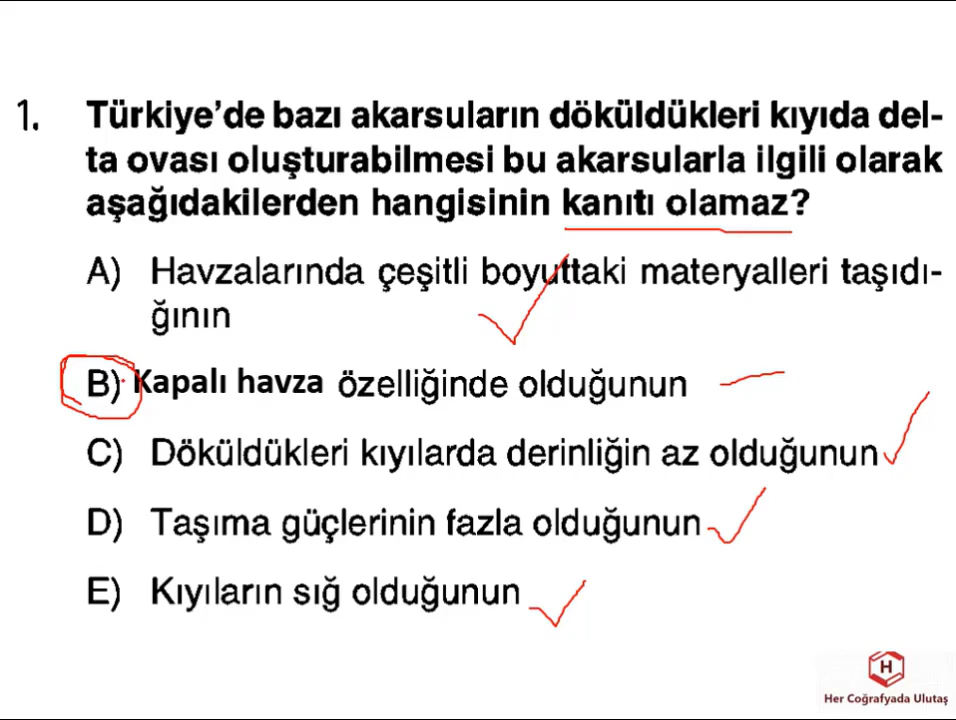 1. Türkiye'de bazı akarsuların döküldükleri kıyıda del-
ta ovası oluşturabilmesi bu akarsularla ilgili olarak
aşağıdakilerden hangisinin kanıtı olamaz?
A) Havzalarında çeşitli boyuttaki materyalleri taşıdı-
ğının
B) Kapalı havza özelliğinde olduğunun
C) Döküldükleri kıyılarda derinliğin az olduğunun
D) Taşıma güçlerinin fazla olduğunun
E) Kıyıların sığ olduğunun
H
Her Coğrafyada Ulutaş